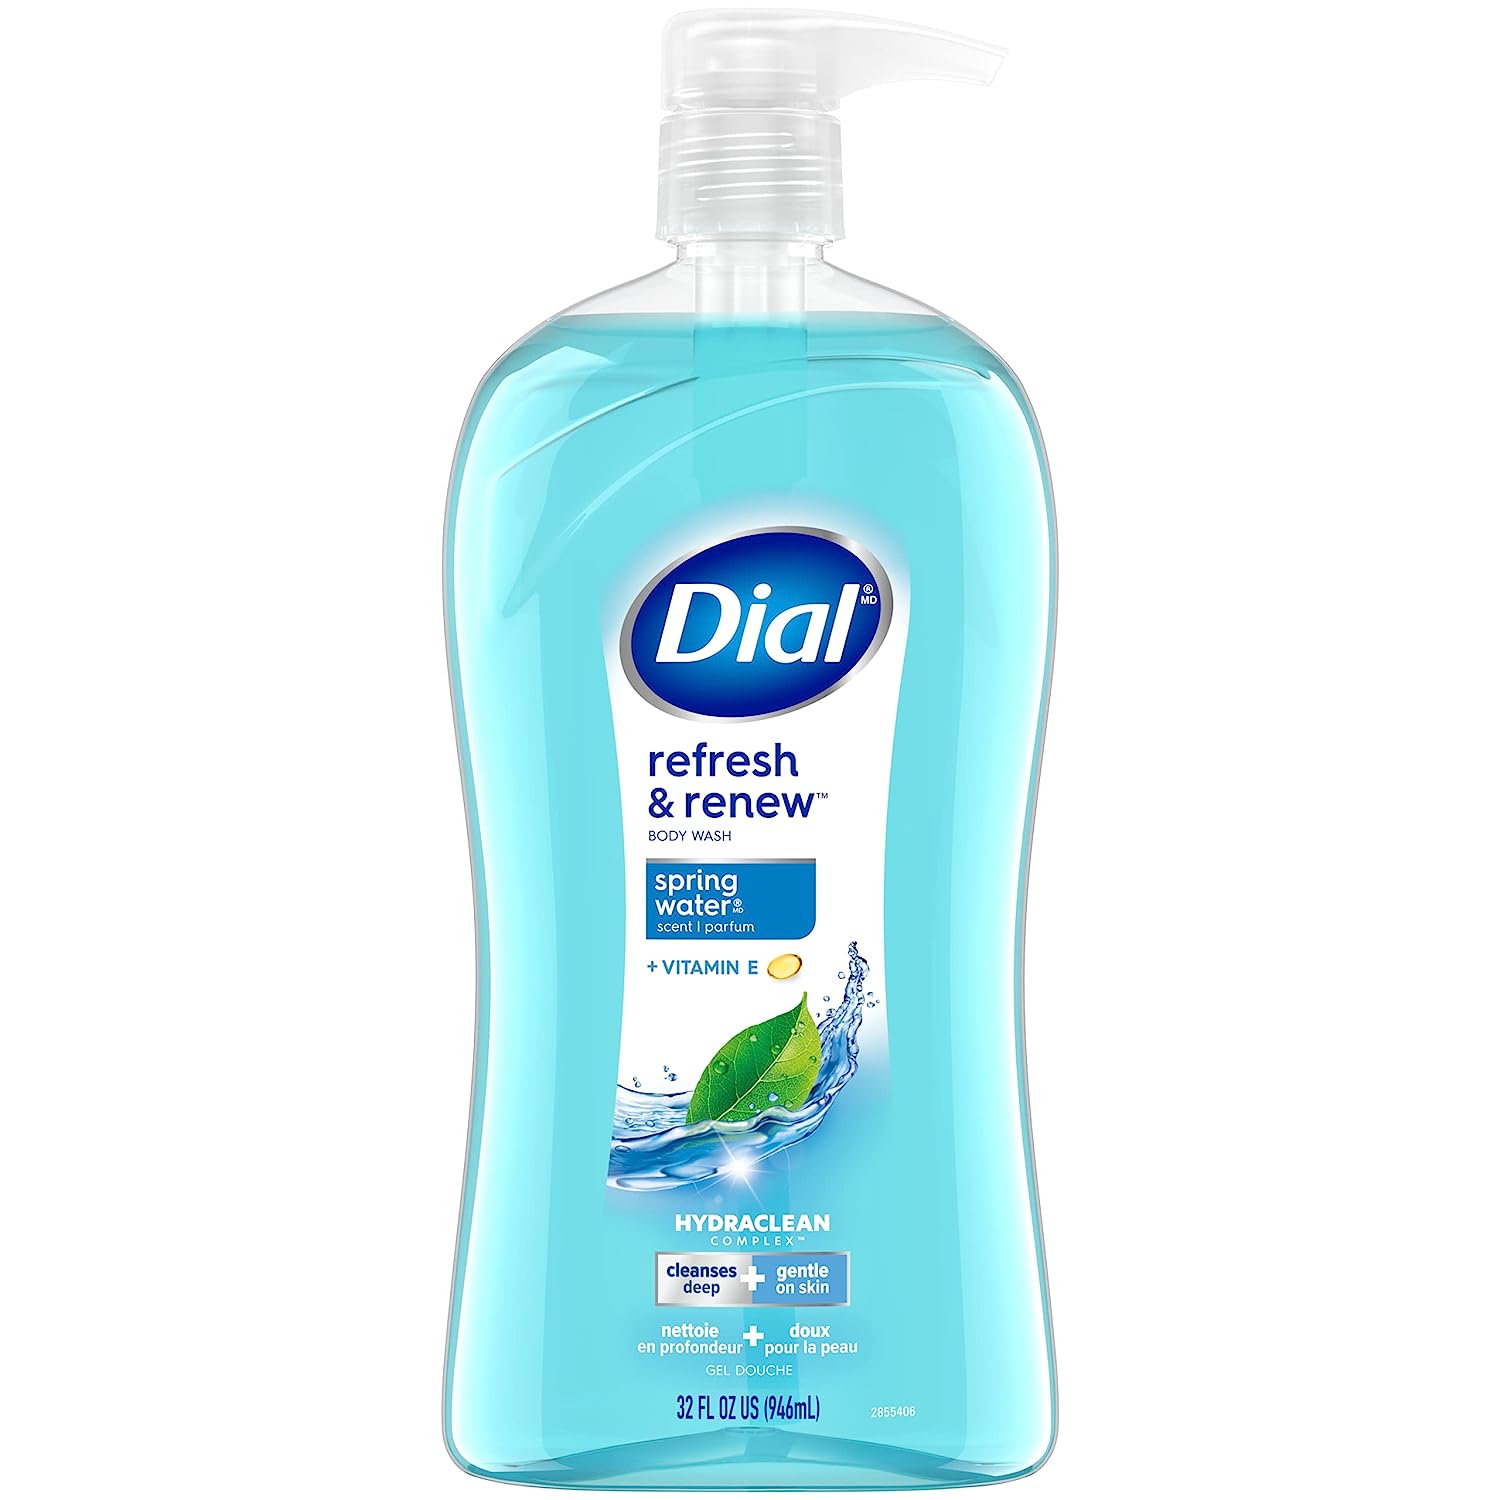 Dial® MD
refresh
& renew™
BODY WASH
spring
water® MD
scent | parfum
+ VITAMIN E
HYDRACLEAN
COMPLEX™
cleanses deep + gentle on skin
nettoie en profondeur + doux pour la peau
GEL DOUCHE
32 FL OZ US (946mL)
2855406